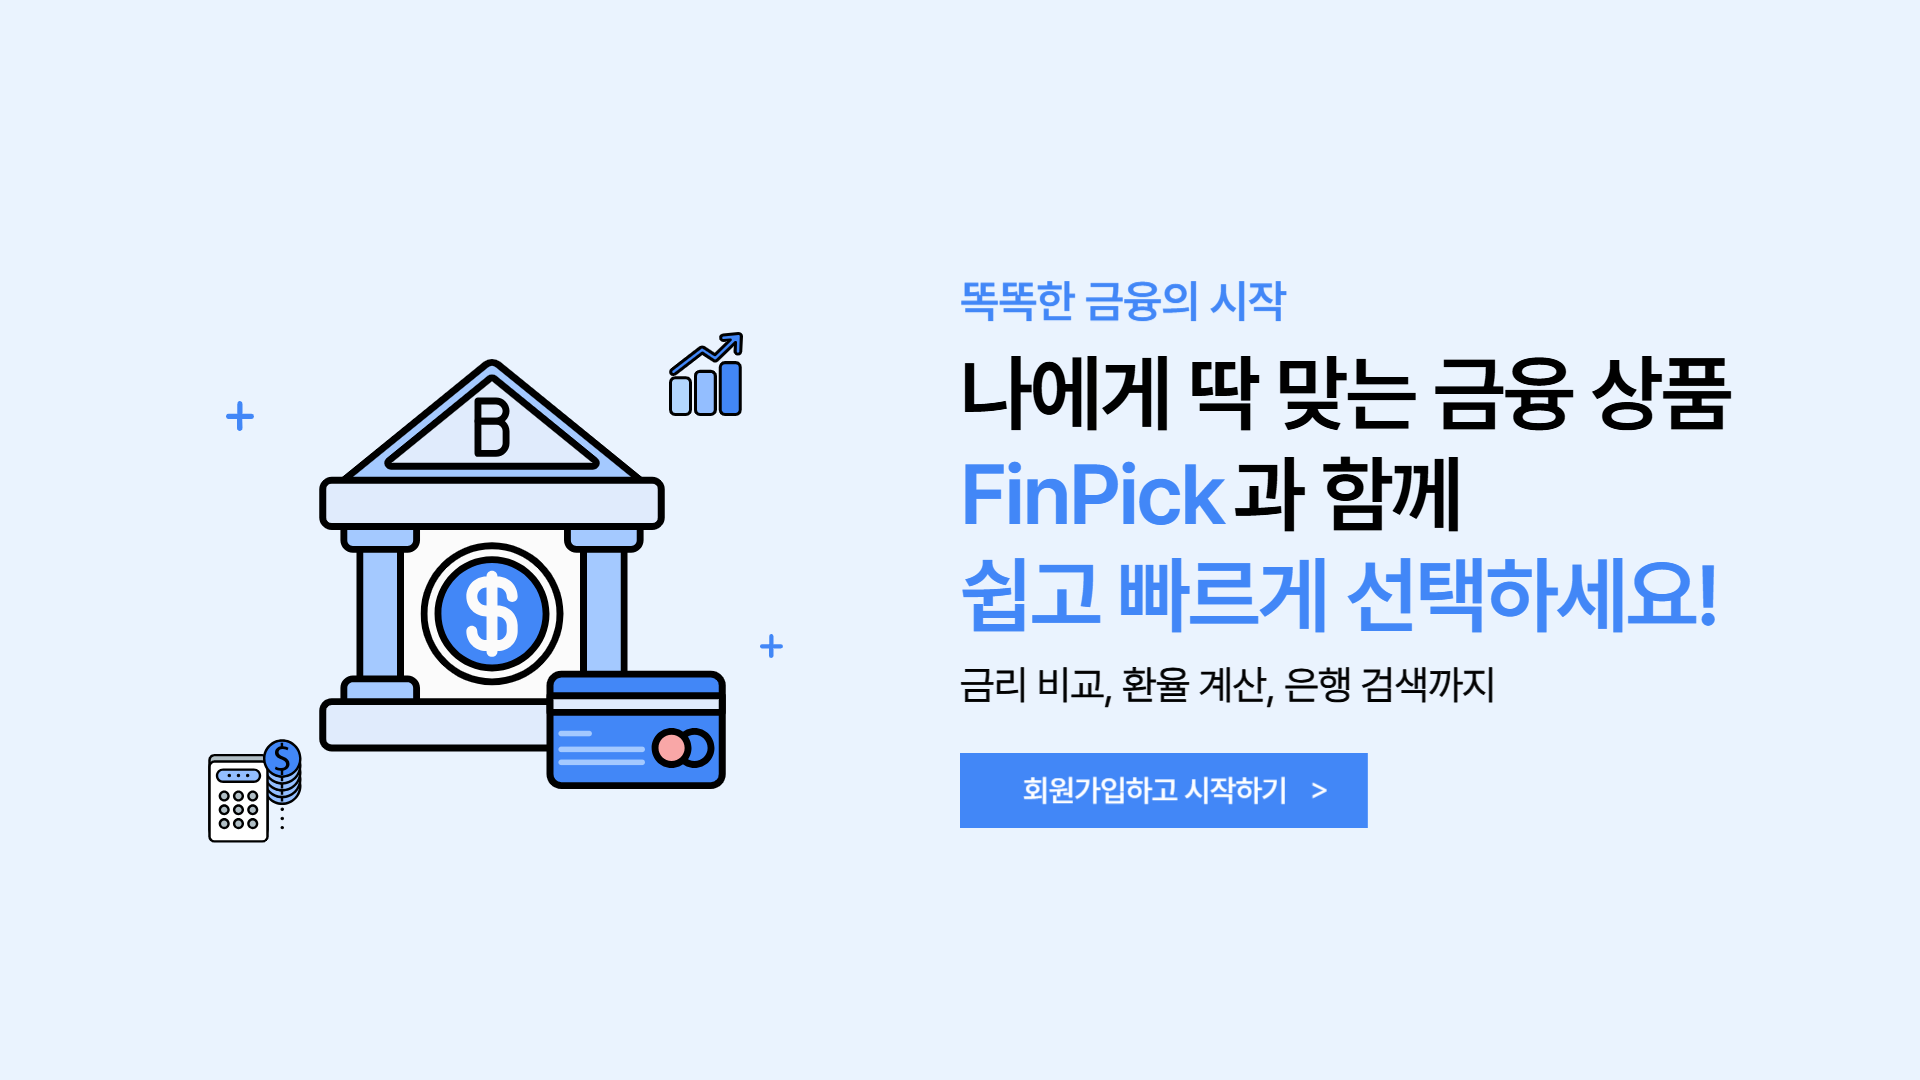 B
$
$
똑똑한 금융의 시작
나에게 딱 맞는 금융 상품
FinPick과 함께
쉽고 빠르게 선택하세요!
금리 비교, 환율 계산, 은행 검색까지
회원가입하고 시작하기 >